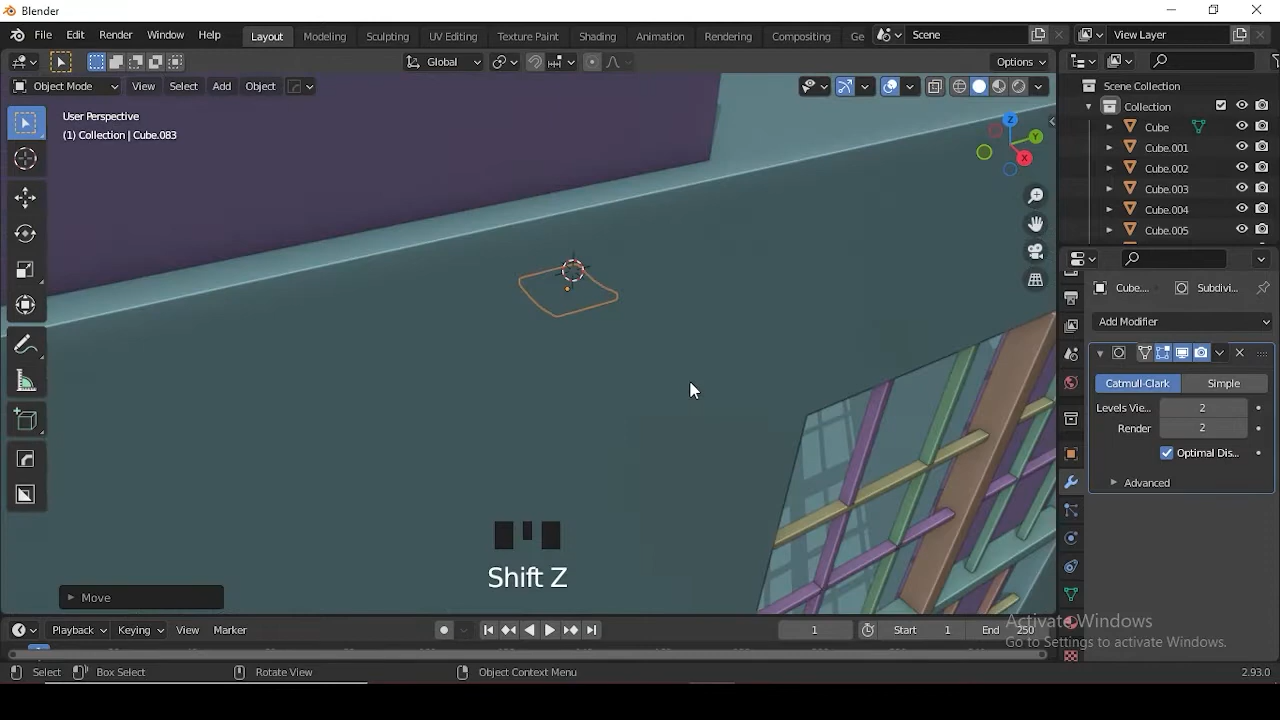 Blender
File Edit Render Window Help Layout Modeling Sculpting UV Editing Texture Paint Shading Animation Rendering Compositing Ge Scene View Layer
Global Options
Object Mode View Select Add Object
User Perspective
(1) Collection | Cube.083
Z
Y
X
Scene Collection
Collection
Cube
Cube.001
Cube.002
Cube.003
Cube.004
Cube.005
Cube.... Subdivi...
Add Modifier
Catmull-Clark Simple
Levels Vie... 2
Render 2
Optimal Dis...
Advanced
Shift Z
Move
Activate Windows
Go to Settings to activate Windows.
Playback Keying View Marker 1 Start 1 End 250
Select Box Select Rotate View Object Context Menu 2.93.0